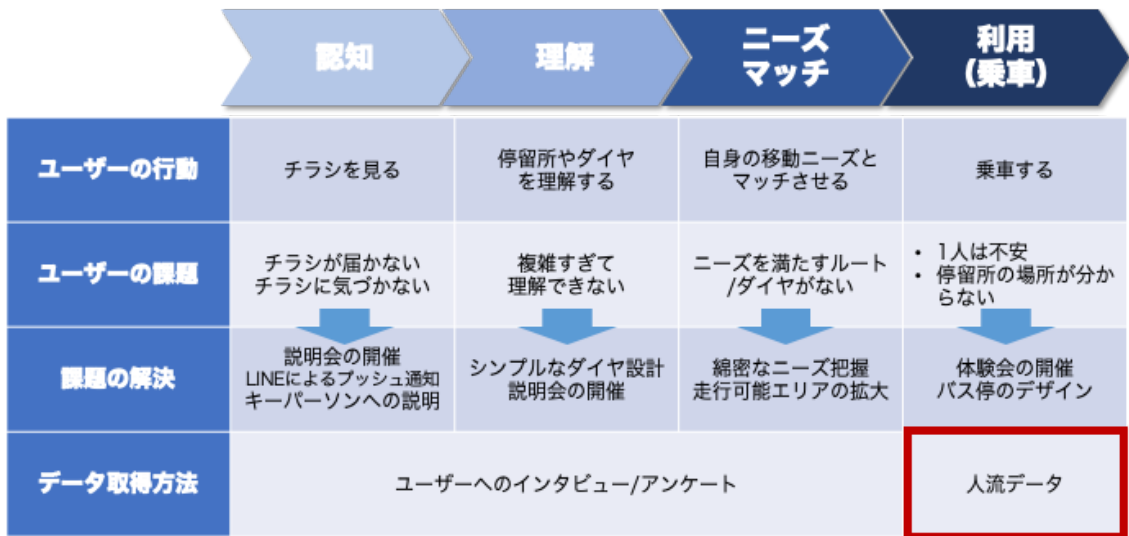 認知
理解
ニーズ
マッチ
利用
(乗車)
ユーザーの行動
チラシを見る
停留所やダイヤ
を理解する
自身の移動ニーズと
マッチさせる
乗車する
ユーザーの課題
チラシが届かない
チラシに気づかない
複雑すぎて
理解できない
ニーズを満たすルート
/ダイヤがない
• 1人は不安
• 停留所の場所が分か
らない
課題の解決
説明会の開催
LINEによるプッシュ通知
キーパーソンへの説明
シンプルなダイヤ設計
説明会の開催
綿密なニーズ把握
走行可能エリアの拡大
体験会の開催
バス停のデザイン
データ取得方法
ユーザーへのインタビュー/アンケート
人流データ